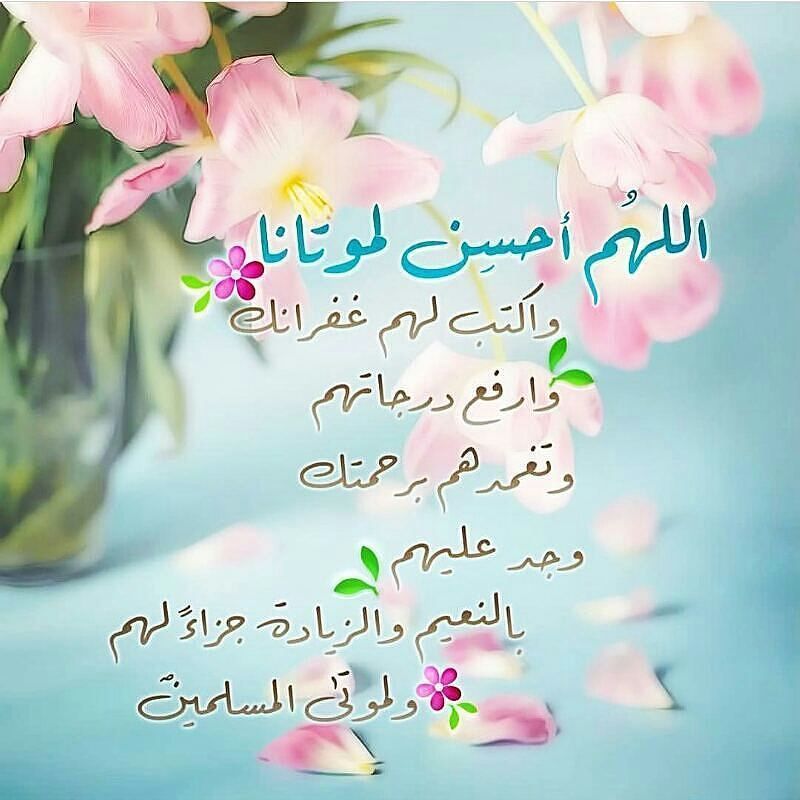 اللهُم أحسِن لموتانا
واكتب لهم غفرانك
وارفع درجاتهم
وتغمدهم برحمتك
وجد عليهم
بالنعيم والزيادة جزاءً لهم
ولموتىٰ المسلمين